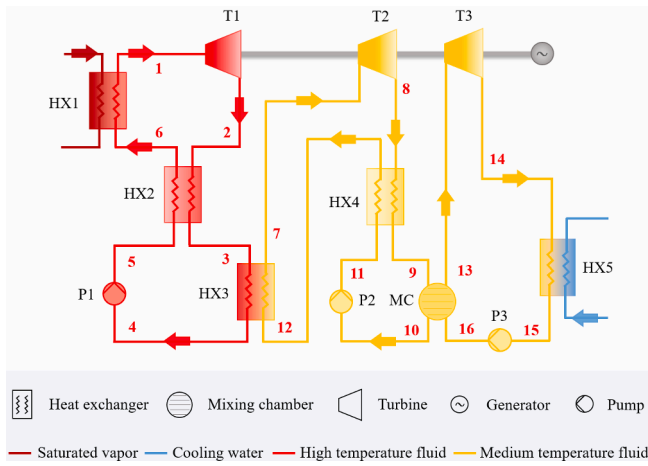 T1
T2
T3
1
8
HX1
6
2
14
HX2
HX4
7
5
3
11
9
13
HX5
P1
HX3
P2
MC
P3
4
12
10
16
15
Heat exchanger
Mixing chamber
Turbine
Generator
Pump
Saturated vapor
Cooling water
High temperature fluid
Medium temperature fluid